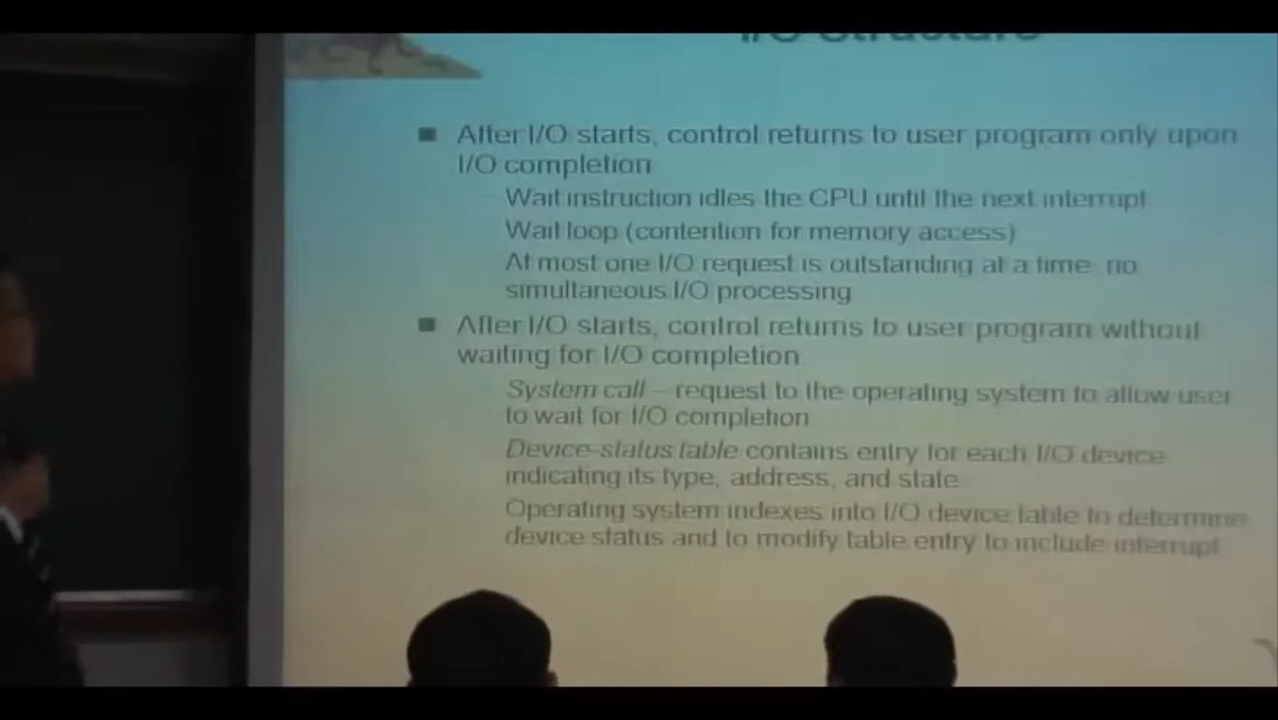 I/O Structure
After I/O starts, control returns to user program only upon
I/O completion
Wait instruction idles the CPU until the next interrupt
Wait loop (contention for memory access)
At most one I/O request is outstanding at a time no
simultaneous I/O processing
After I/O starts, control returns to user program without
waiting for I/O completion
System call – request to the operating system to allow user
to wait for I/O completion
Device-status table contains entry for each I/O device
indicating its type, address, and state
Operating system indexes into I/O device table to determine
device status and to modify table entry to include interrupt